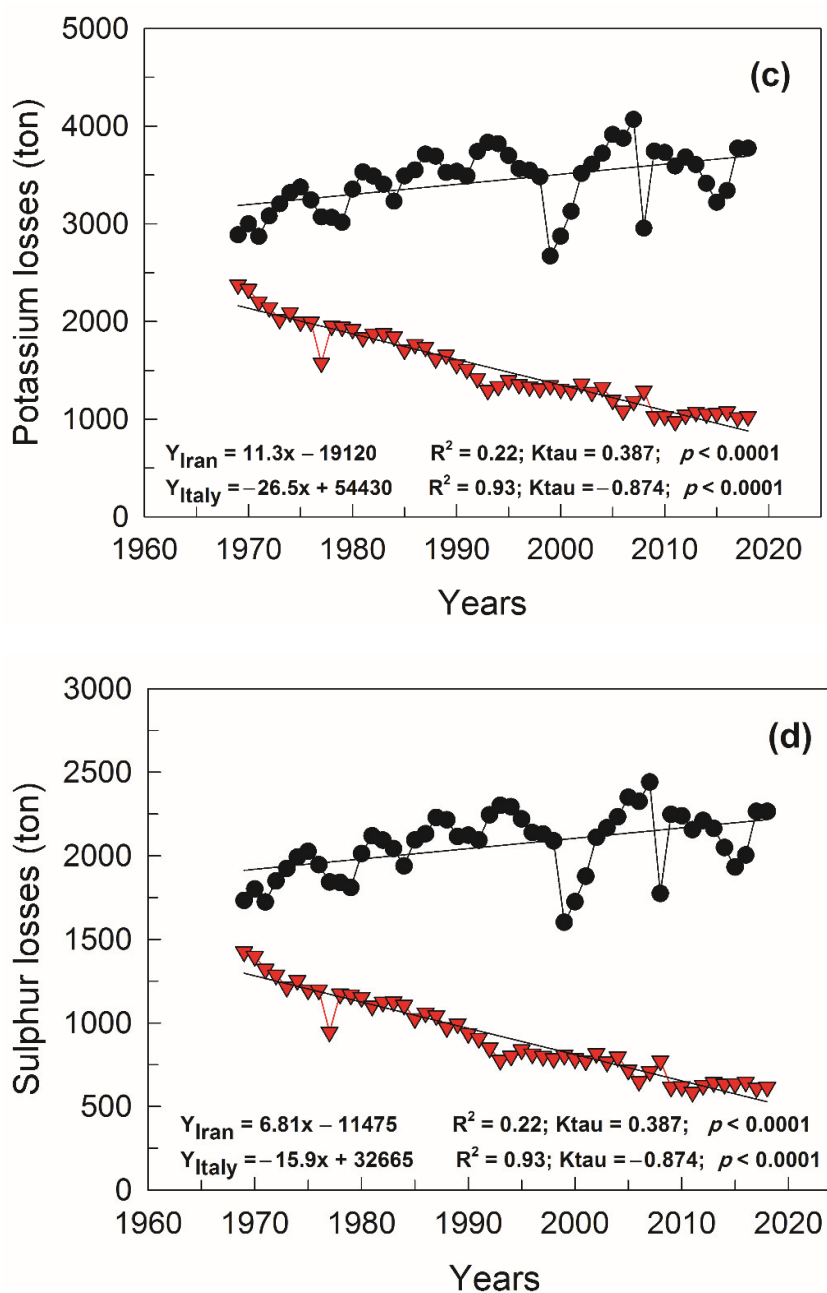 (c)
Potassium losses (ton)
5000
4000
3000
2000
1000
0
Y_Iran = 11.3x − 19120 R² = 0.22; Ktau = 0.387; p < 0.0001
Y_Italy = −26.5x + 54430 R² = 0.93; Ktau = −0.874; p < 0.0001
1960 1970 1980 1990 2000 2010 2020
Years
(d)
Sulphur losses (ton)
3000
2500
2000
1500
1000
500
0
Y_Iran = 6.81x − 11475 R² = 0.22; Ktau = 0.387; p < 0.0001
Y_Italy = −15.9x + 32665 R² = 0.93; Ktau = −0.874; p < 0.0001
1960 1970 1980 1990 2000 2010 2020
Years